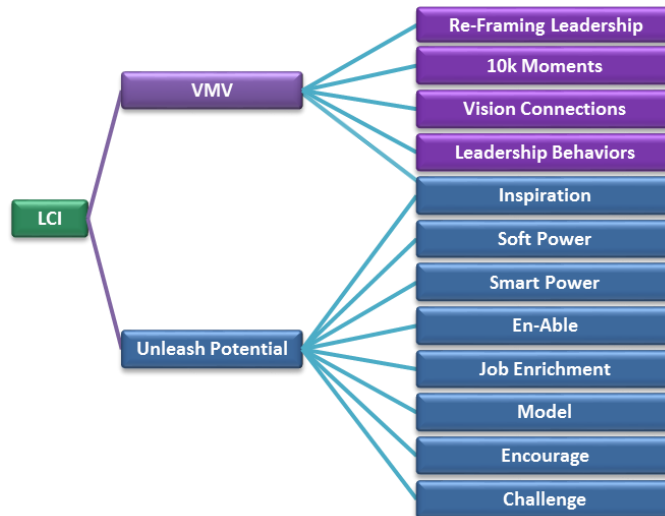 Re-Framing Leadership
10k Moments
VMV
Vision Connections
Leadership Behaviors
Inspiration
LCI
Soft Power
Smart Power
En-Able
Unleash Potential
Job Enrichment
Model
Encourage
Challenge